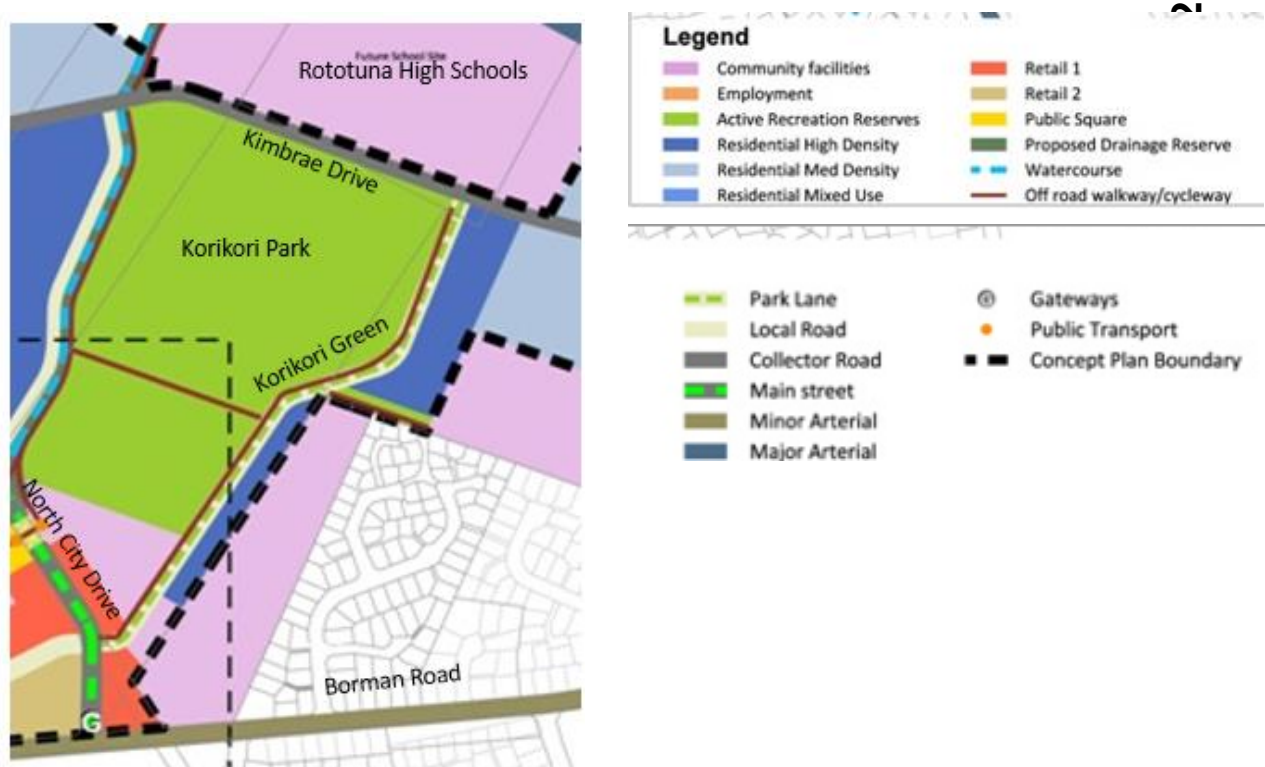 Future School Site
Rototuna High Schools
Kimbrae Drive
Korikori Park
Korikori Green
North City Drive
Borman Road
G
Legend
Community facilities
Employment
Active Recreation Reserves
Residential High Density
Residential Med Density
Residential Mixed Use
Retail 1
Retail 2
Public Square
Proposed Drainage Reserve
Watercourse
Off road walkway/cycleway
Park Lane
Local Road
Collector Road
Main street
Minor Arterial
Major Arterial
G Gateways
Public Transport
Concept Plan Boundary